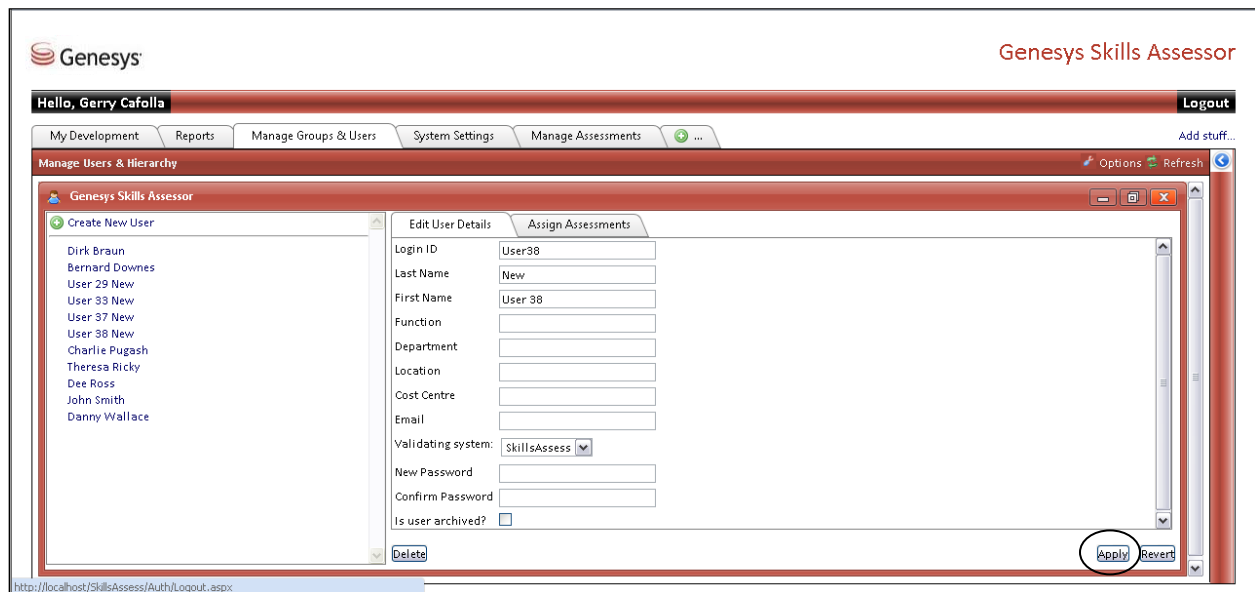 Genesys
Genesys Skills Assessor
Hello, Gerry Cafolla
Logout
My Development
Reports
Manage Groups & Users
System Settings
Manage Assessments
...
Add stuff...
Manage Users & Hierarchy
Options
Refresh
Genesys Skills Assessor
Create New User
Dirk Braun
Bernard Downes
User 29 New
User 33 New
User 37 New
User 38 New
Charlie Pugash
Theresa Ricky
Dee Ross
John Smith
Danny Wallace
Edit User Details
Assign Assessments
Login ID User38
Last Name New
First Name User 38
Function
Department
Location
Cost Centre
Email
Validating system: SkillsAssess
New Password
Confirm Password
Is user archived?
Delete
Apply
Revert
http://localhost/SkillsAssess/Auth/Logout.aspx